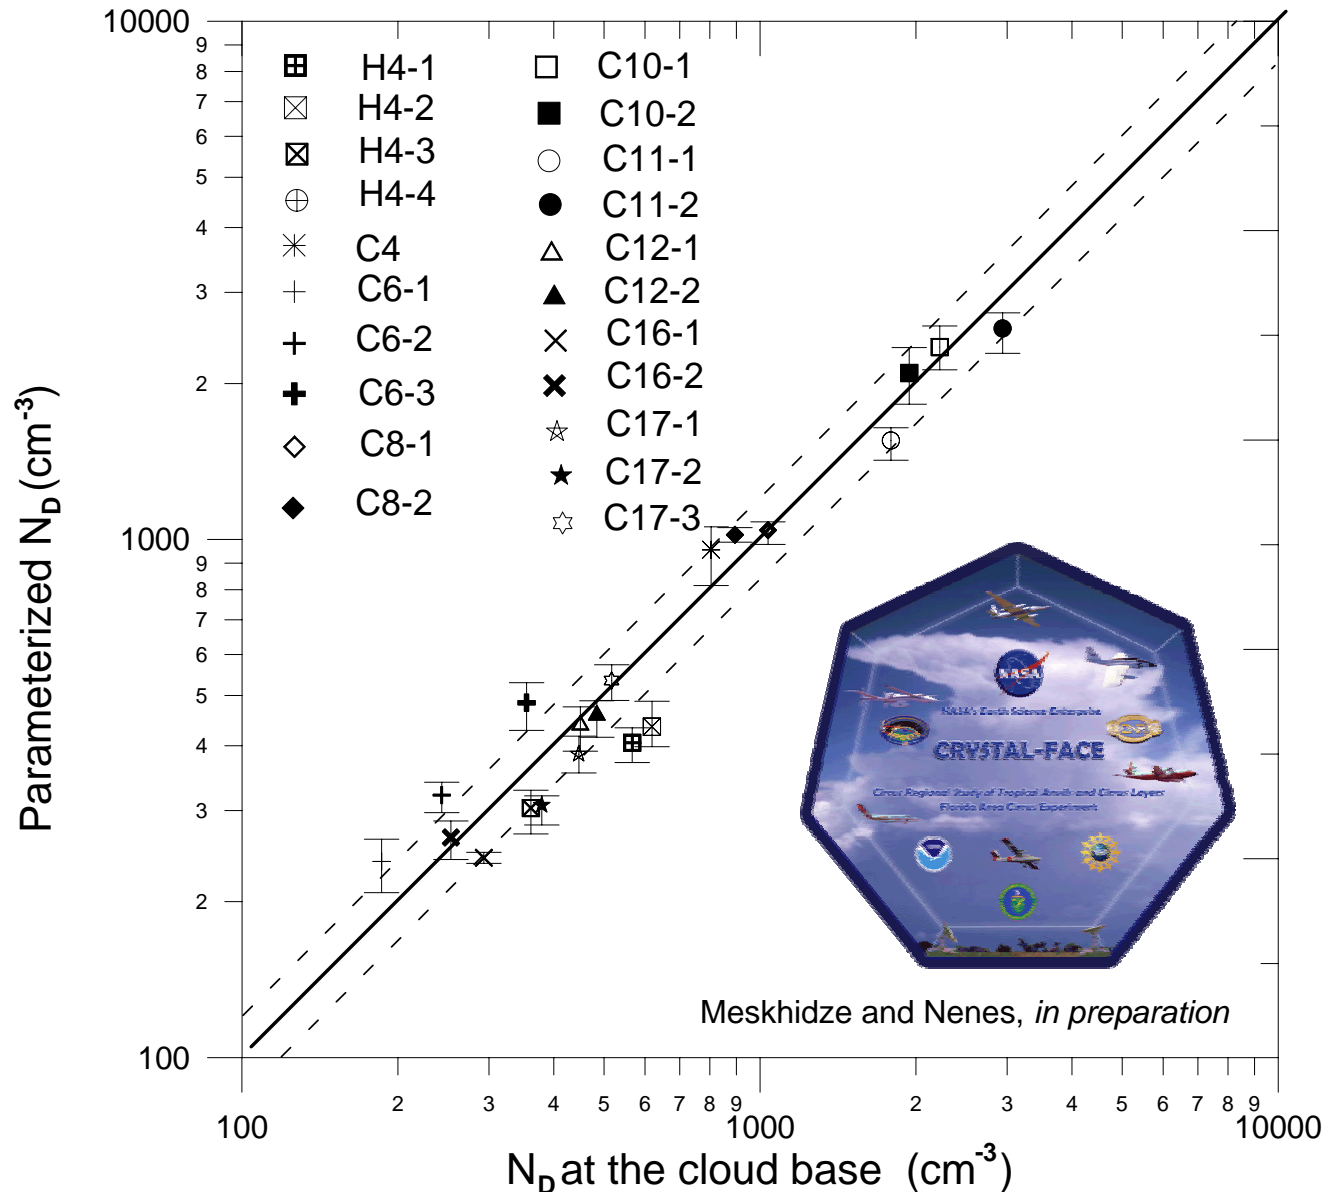 10000
9
8
7
6
5
4
3
2
1000
9
8
7
6
5
4
3
2
100
Parameterized N_D (cm^-3)
H4-1
H4-2
H4-3
H4-4
C4
C6-1
C6-2
C6-3
C8-1
C8-2
C10-1
C10-2
C11-1
C11-2
C12-1
C12-2
C16-1
C16-2
C17-1
C17-2
C17-3
NASA
NASA's Earth Science Enterprise
CRYSTAL-FACE
Cirrus Regional Study of Tropical Anvils and Cirrus Layers
Florida Area Cirrus Experiment
Meskhidze and Nenes, in preparation
2 3 4 5 6 7 8 9 2 3 4 5 6 7 8 9
100 1000 10000
N_D at the cloud base (cm^-3)